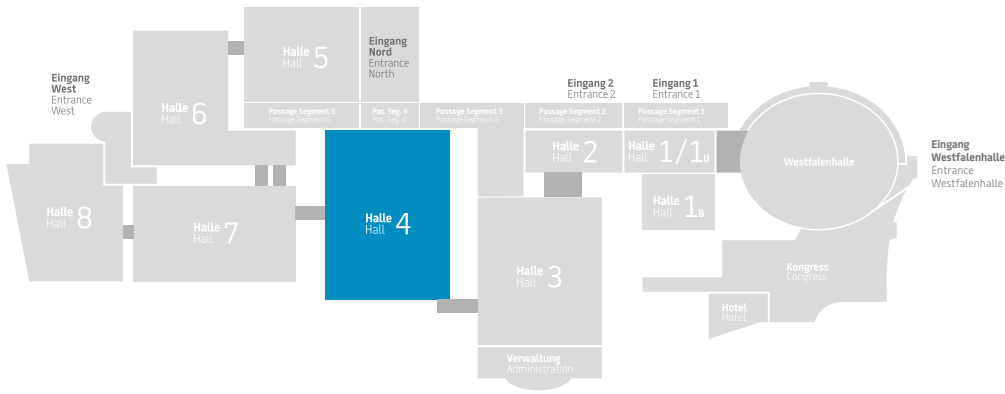 Halle
Hall 5
Eingang
Nord
Entrance
North
Eingang
West
Entrance
West
Halle
Hall 6
Eingang 2
Entrance 2
Eingang 1
Entrance 1
Passage Segment 5
Passage Segment 5
Pas. Seg. 4
Pas. Seg. 4
Passage Segment 3
Passage Segment 3
Passage Segment 2
Passage Segment 2
Passage Segment 1
Passage Segment 1
Halle
Hall 2
Halle
Hall 1/1U
Westfalenhalle
Eingang
Westfalenhalle
Entrance
Westfalenhalle
Halle
Hall 8
Halle
Hall 7
Halle
Hall 4
Halle
Hall 1B
Halle
Hall 3
Kongress
Congress
Hotel
Hotel
Verwaltung
Administration